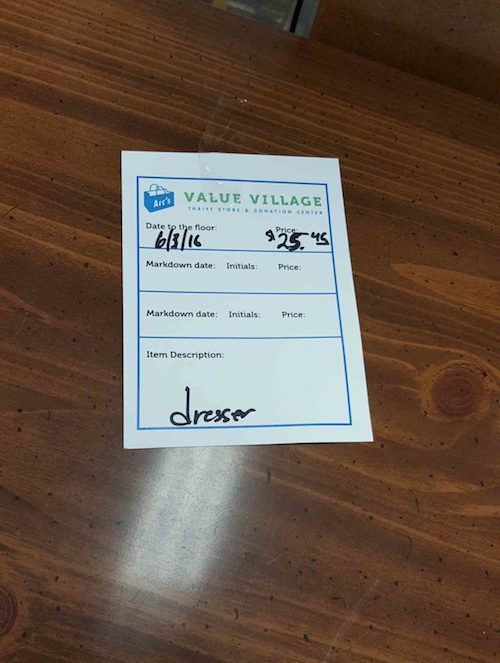 Arc's
VALUE VILLAGE
THRIFT STORE & DONATION CENTER
Date to the floor: Price:
6/8/16 $25.45
Markdown date: Initials: Price:
Markdown date: Initials: Price:
Item Description:
dresser